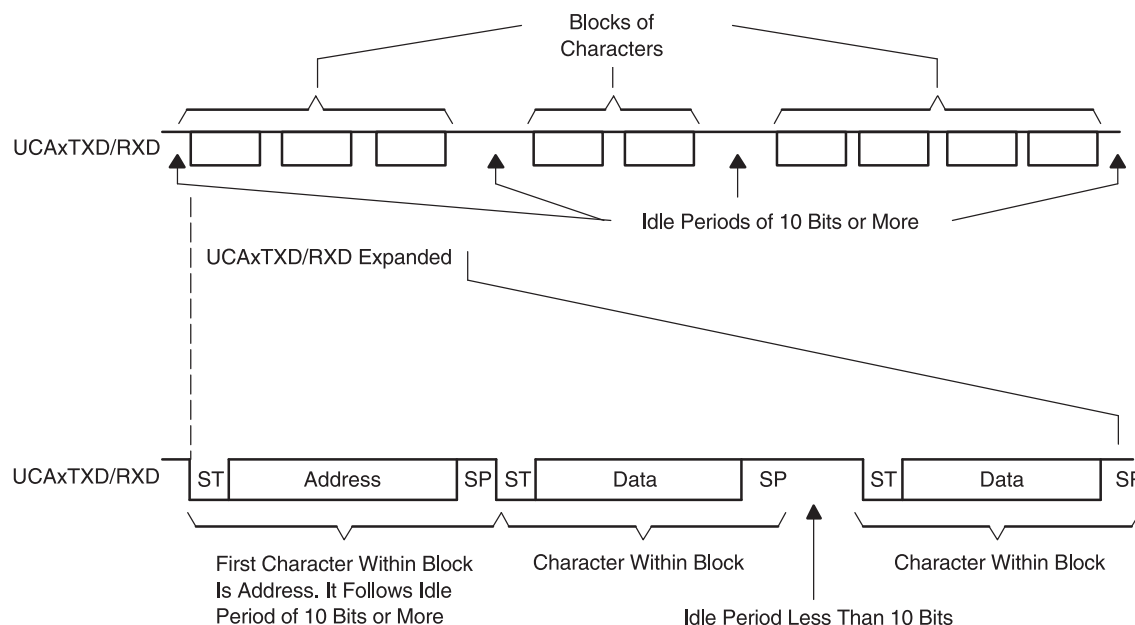 Blocks of
Characters
UCAxTXD/RXD
Idle Periods of 10 Bits or More
UCAxTXD/RXD Expanded
UCAxTXD/RXD
ST
Address
SP
ST
Data
SP
ST
Data
SP
First Character Within Block
Is Address. It Follows Idle
Period of 10 Bits or More
Character Within Block
Character Within Block
Idle Period Less Than 10 Bits